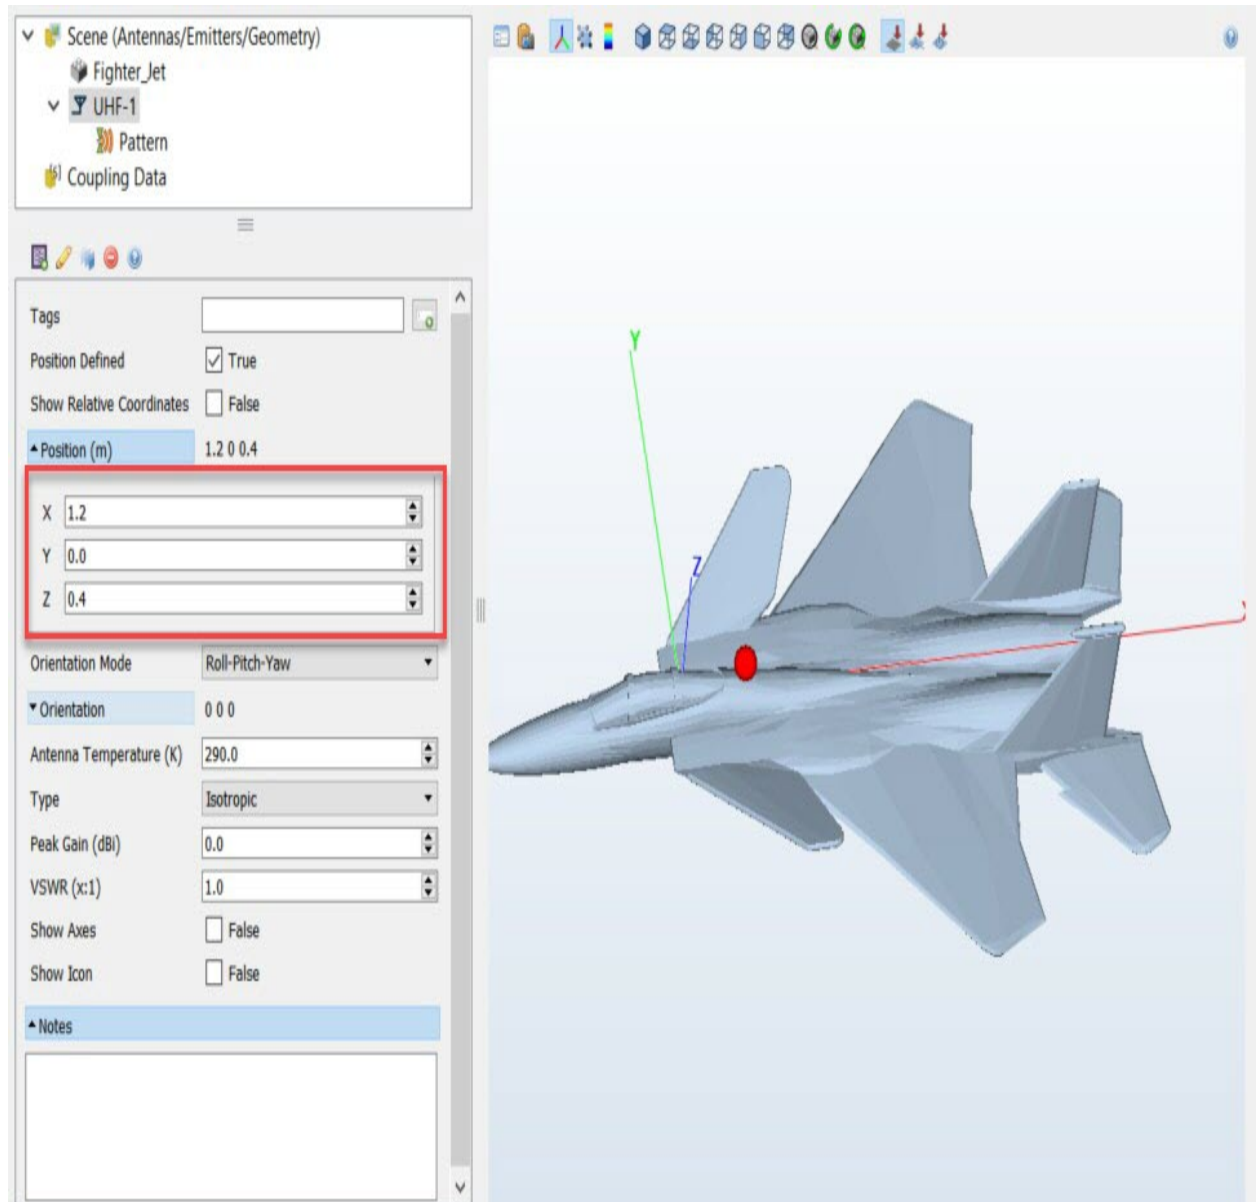 Scene (Antennas/Emitters/Geometry)
Fighter_Jet
UHF-1
Pattern
Coupling Data
Tags
Position Defined True
Show Relative Coordinates False
Position (m) 1.2 0 0.4
X 1.2
Y 0.0
Z 0.4
Orientation Mode Roll-Pitch-Yaw
Orientation 0 0 0
Antenna Temperature (K) 290.0
Type Isotropic
Peak Gain (dBi) 0.0
VSWR (x:1) 1.0
Show Axes False
Show Icon False
Notes
Y
Z